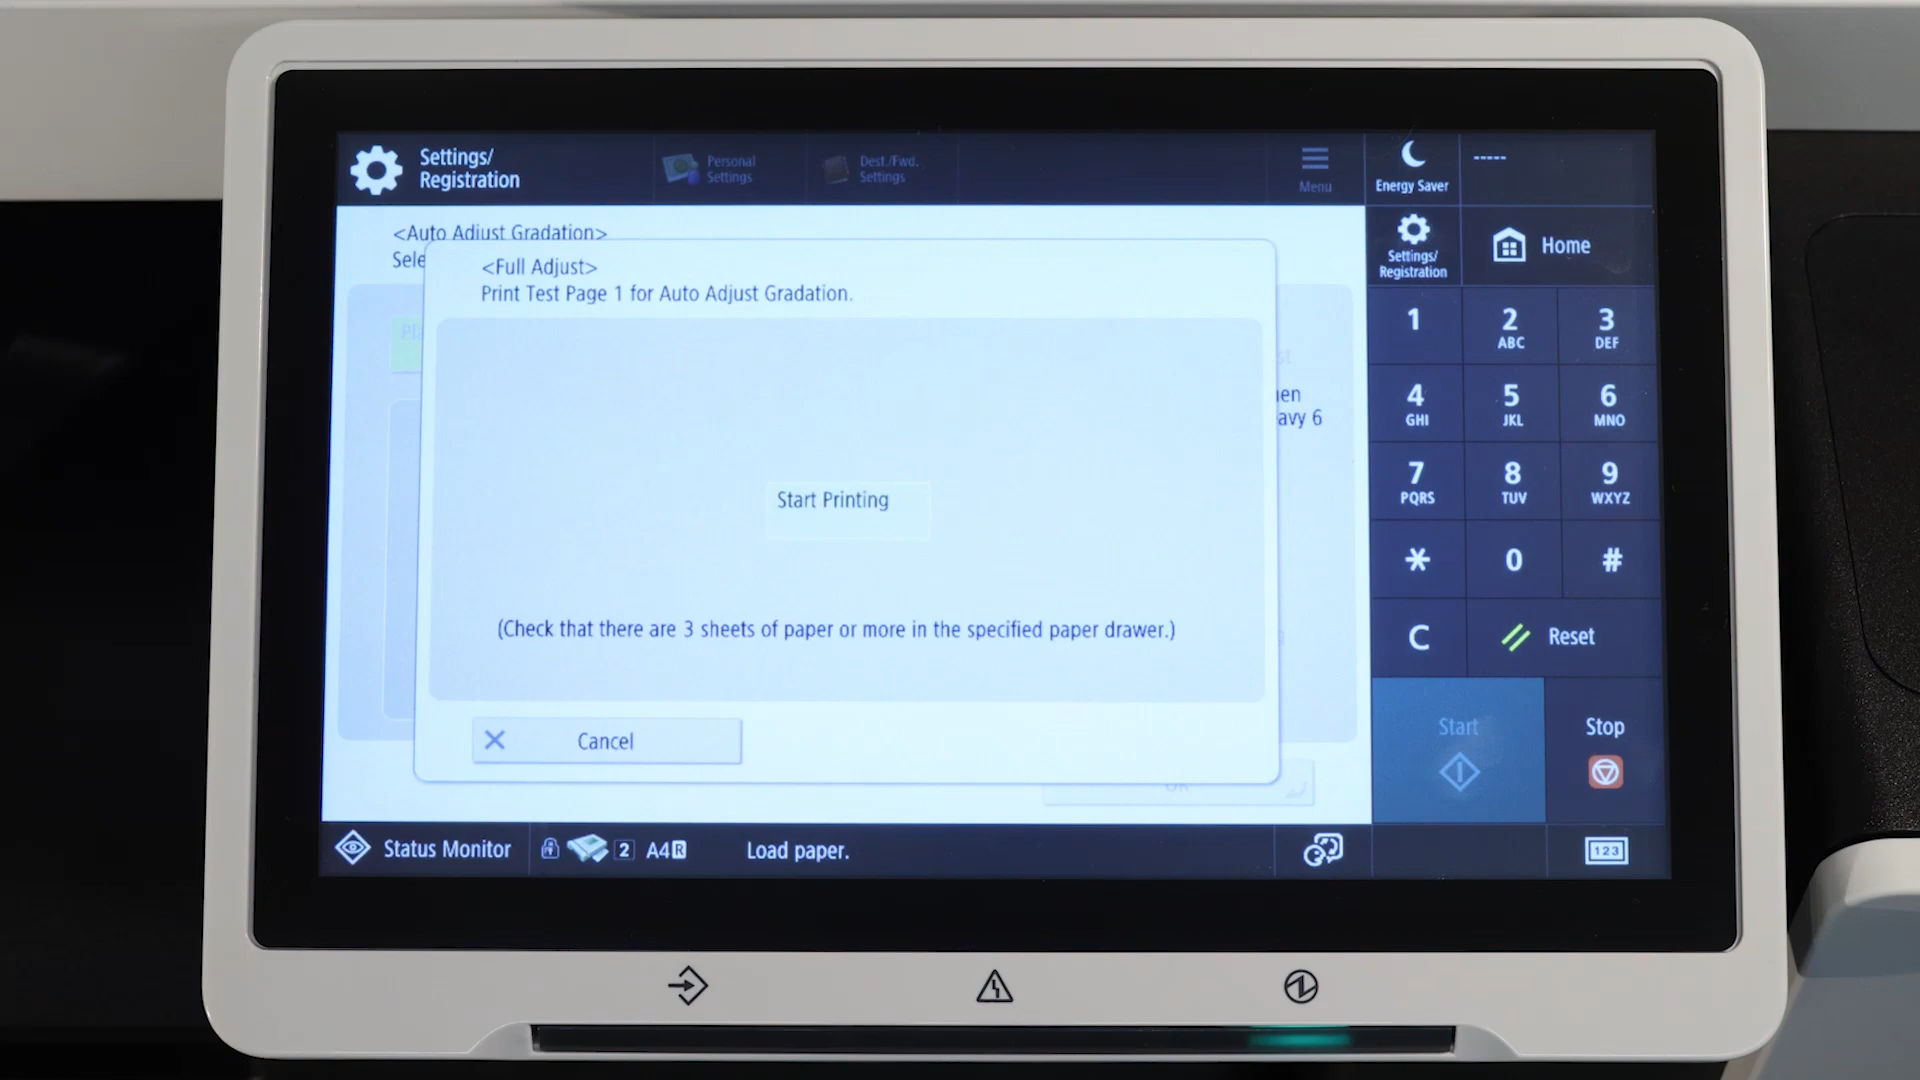 Settings/
Registration
Personal
Settings
Dest./Fwd.
Settings
Menu
Energy Saver
-----
<Auto Adjust Gradation>
Sele
<Full Adjust>
Print Test Page 1 for Auto Adjust Gradation.
Pla
st
en
avy 6
Start Printing
(Check that there are 3 sheets of paper or more in the specified paper drawer.)
Cancel
OK
Settings/
Registration
Home
1
2
ABC
3
DEF
4
GHI
5
JKL
6
MNO
7
PQRS
8
TUV
9
WXYZ
*
0
#
C
Reset
Start
Stop
Status Monitor
2
A4R
Load paper.
123